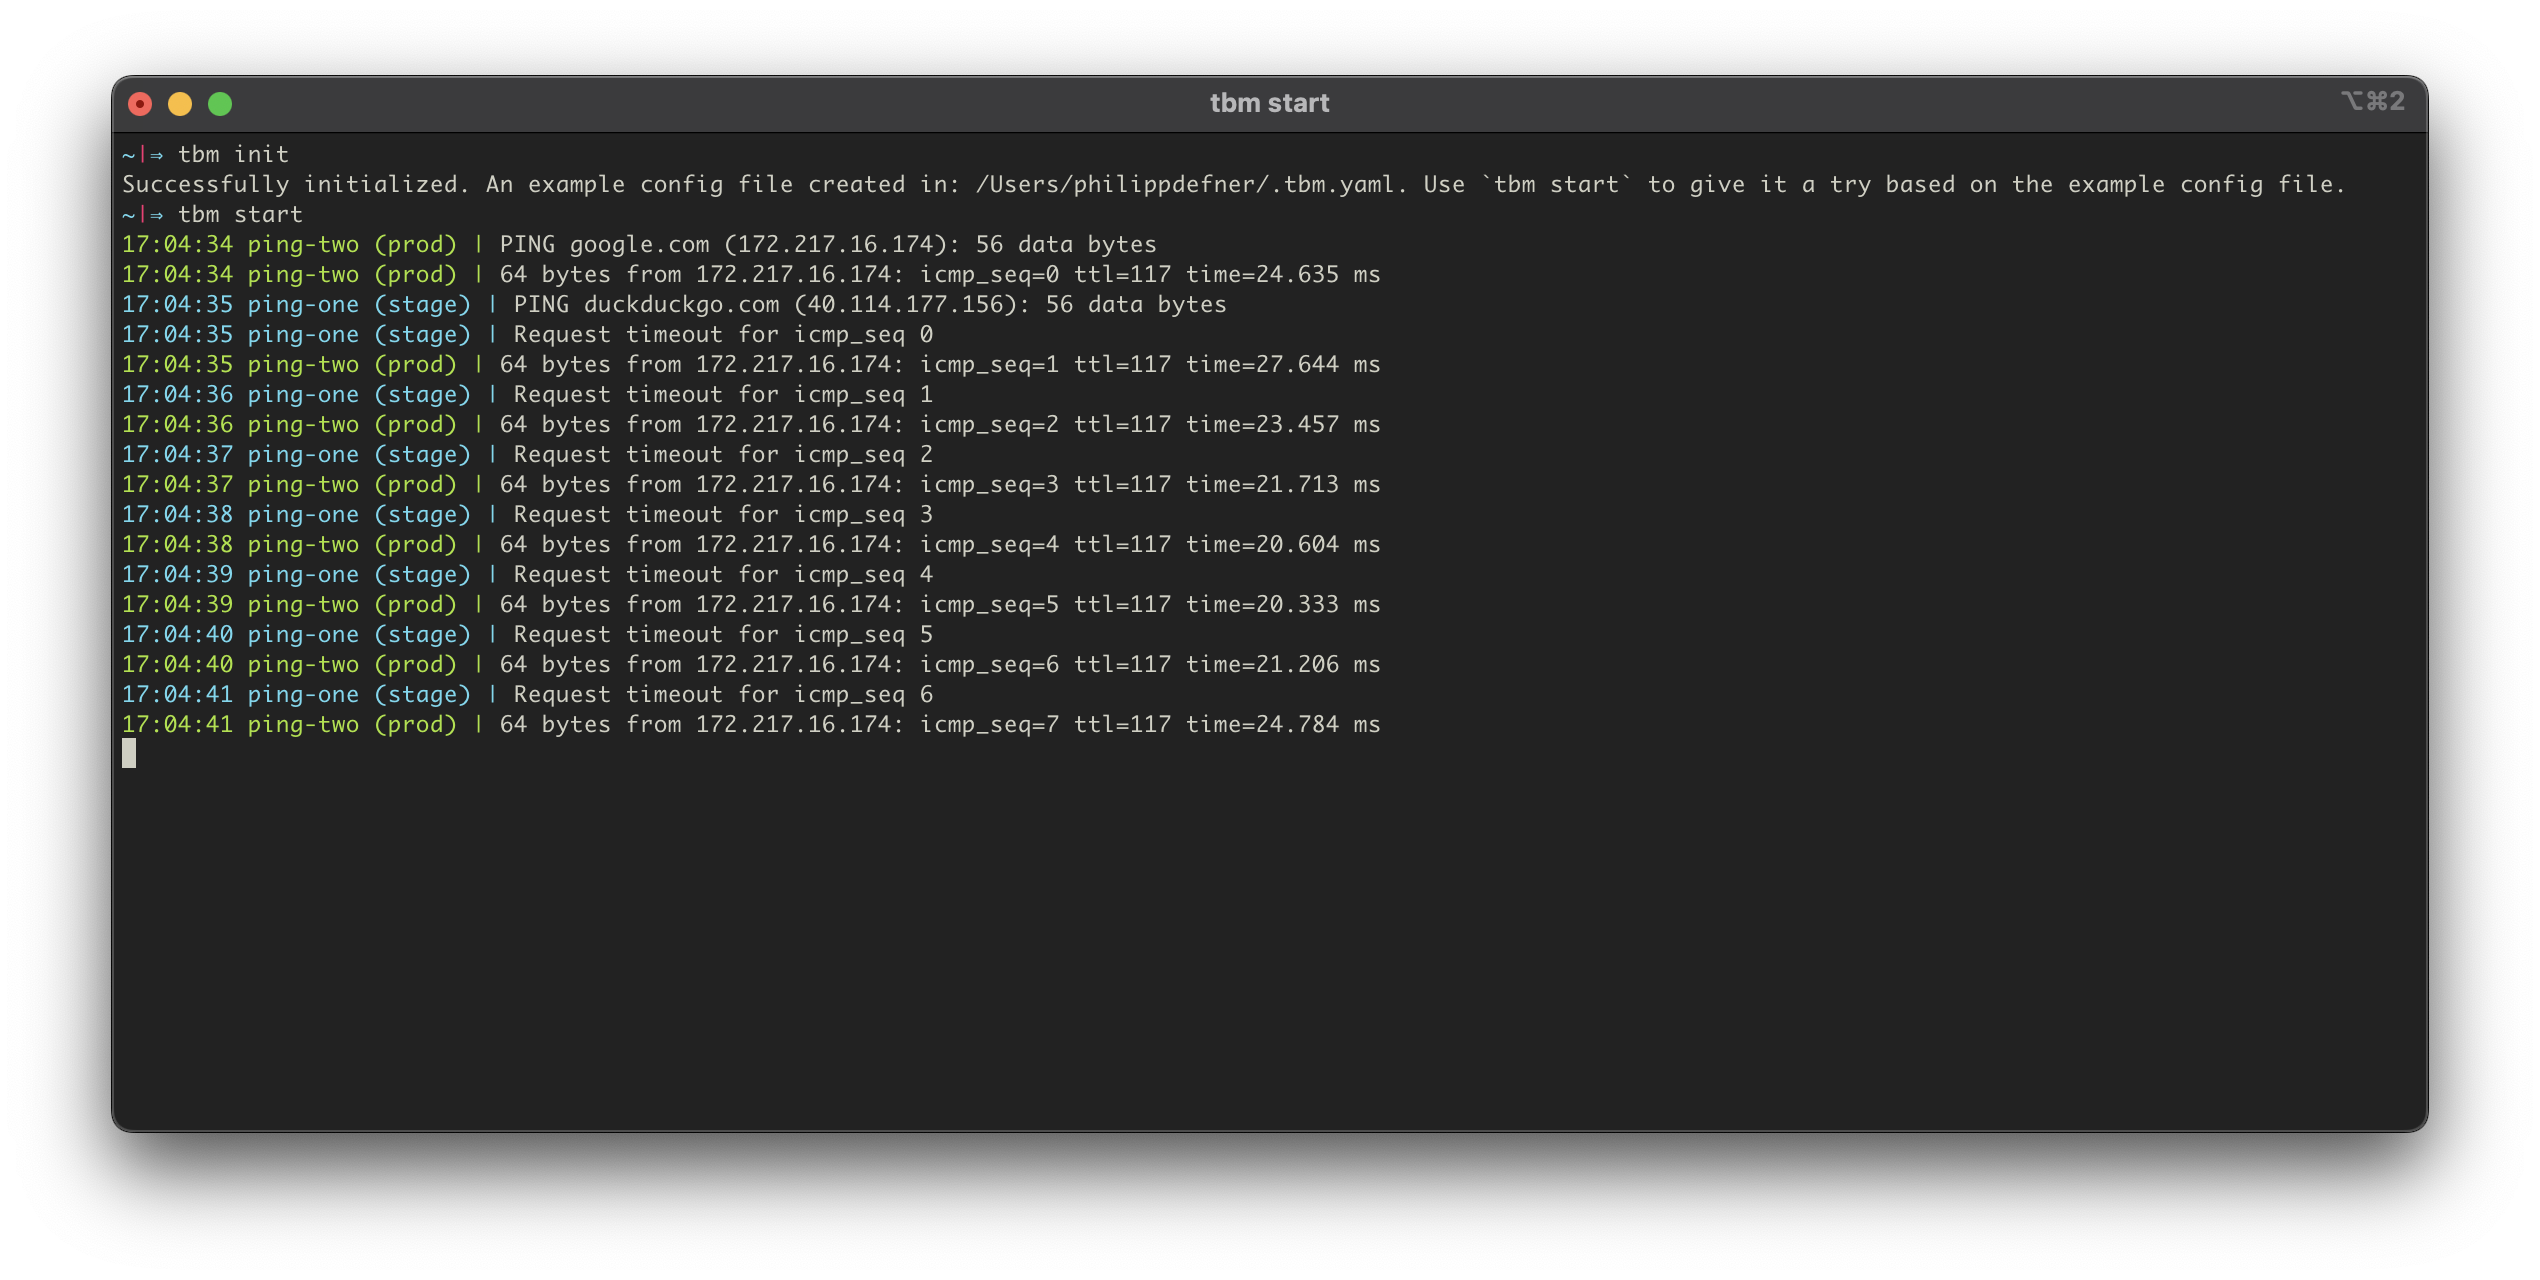 tbm start
⌥⌘2
~|⇒ tbm init
Successfully initialized. An example config file created in: /Users/philippdefner/.tbm.yaml. Use `tbm start` to give it a try based on the example config file.
~|⇒ tbm start
17:04:34 ping-two (prod) | PING google.com (172.217.16.174): 56 data bytes
17:04:34 ping-two (prod) | 64 bytes from 172.217.16.174: icmp_seq=0 ttl=117 time=24.635 ms
17:04:35 ping-one (stage) | PING duckduckgo.com (40.114.177.156): 56 data bytes
17:04:35 ping-one (stage) | Request timeout for icmp_seq 0
17:04:35 ping-two (prod) | 64 bytes from 172.217.16.174: icmp_seq=1 ttl=117 time=27.644 ms
17:04:36 ping-one (stage) | Request timeout for icmp_seq 1
17:04:36 ping-two (prod) | 64 bytes from 172.217.16.174: icmp_seq=2 ttl=117 time=23.457 ms
17:04:37 ping-one (stage) | Request timeout for icmp_seq 2
17:04:37 ping-two (prod) | 64 bytes from 172.217.16.174: icmp_seq=3 ttl=117 time=21.713 ms
17:04:38 ping-one (stage) | Request timeout for icmp_seq 3
17:04:38 ping-two (prod) | 64 bytes from 172.217.16.174: icmp_seq=4 ttl=117 time=20.604 ms
17:04:39 ping-one (stage) | Request timeout for icmp_seq 4
17:04:39 ping-two (prod) | 64 bytes from 172.217.16.174: icmp_seq=5 ttl=117 time=20.333 ms
17:04:40 ping-one (stage) | Request timeout for icmp_seq 5
17:04:40 ping-two (prod) | 64 bytes from 172.217.16.174: icmp_seq=6 ttl=117 time=21.206 ms
17:04:41 ping-one (stage) | Request timeout for icmp_seq 6
17:04:41 ping-two (prod) | 64 bytes from 172.217.16.174: icmp_seq=7 ttl=117 time=24.784 ms